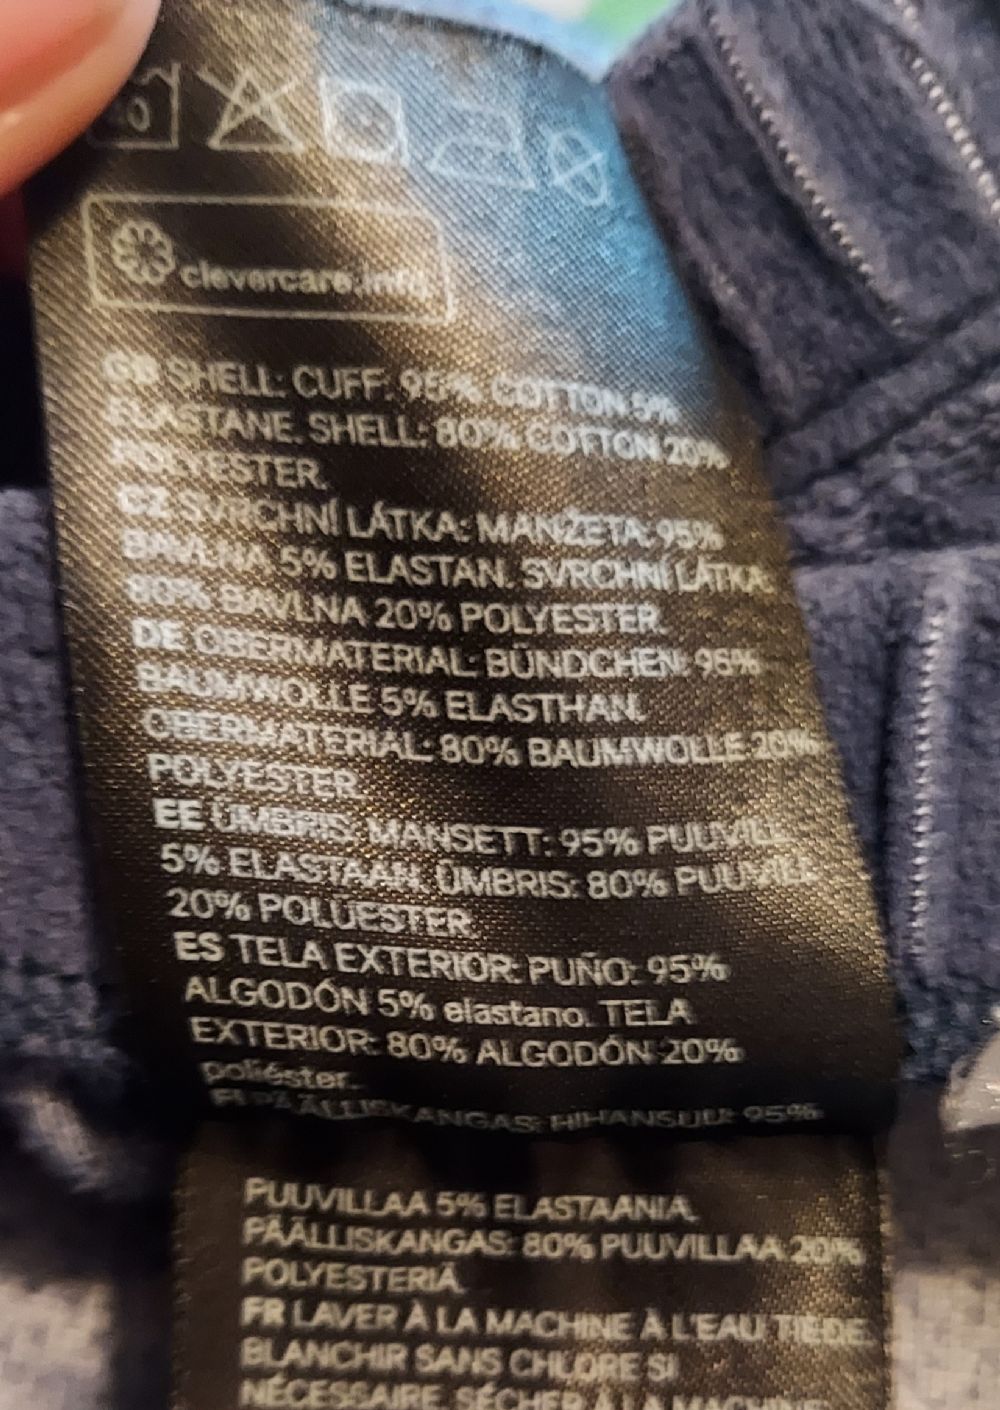 clevercare.info
GB SHELL: CUFF: 95% COTTON 5%
ELASTANE. SHELL: 80% COTTON 20%
POLYESTER.
CZ SVRCHNÍ LÁTKA: MANŽETA: 95%
BAVLNA 5% ELASTAN. SVRCHNÍ LÁTKA:
80% BAVLNA 20% POLYESTER.
DE OBERMATERIAL: BÜNDCHEN: 95%
BAUMWOLLE 5% ELASTHAN.
OBERMATERIAL: 80% BAUMWOLLE 20%
POLYESTER.
EE ÜMBRIS: MANSETT: 95% PUUVILL
5% ELASTAAN. ÜMBRIS: 80% PUUVILL
20% POLÜESTER.
ES TELA EXTERIOR: PUÑO: 95%
ALGODÓN 5% elastano. TELA
EXTERIOR: 80% ALGODÓN 20%
poliéster.
FI PÄÄLLISKANGAS: HIHANSUU: 95%
PUUVILLAA 5% ELASTAANIA.
PÄÄLLISKANGAS: 80% PUUVILLAA 20%
POLYESTERIÄ.
FR LAVER À LA MACHINE À L'EAU TIÈDE.
BLANCHIR SANS CHLORE SI
NÉCESSAIRE. SÉCHER À LA MACHINE